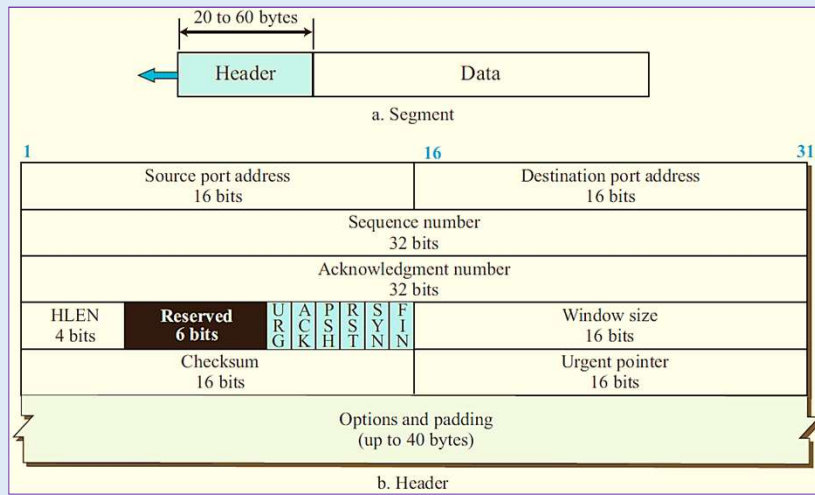 20 to 60 bytes
Header
Data
a. Segment
1
16
31
Source port address
16 bits
Destination port address
16 bits
Sequence number
32 bits
Acknowledgment number
32 bits
HLEN
4 bits
Reserved
6 bits
URG
ACK
PSH
RST
SYN
FIN
Window size
16 bits
Checksum
16 bits
Urgent pointer
16 bits
Options and padding
(up to 40 bytes)
b. Header